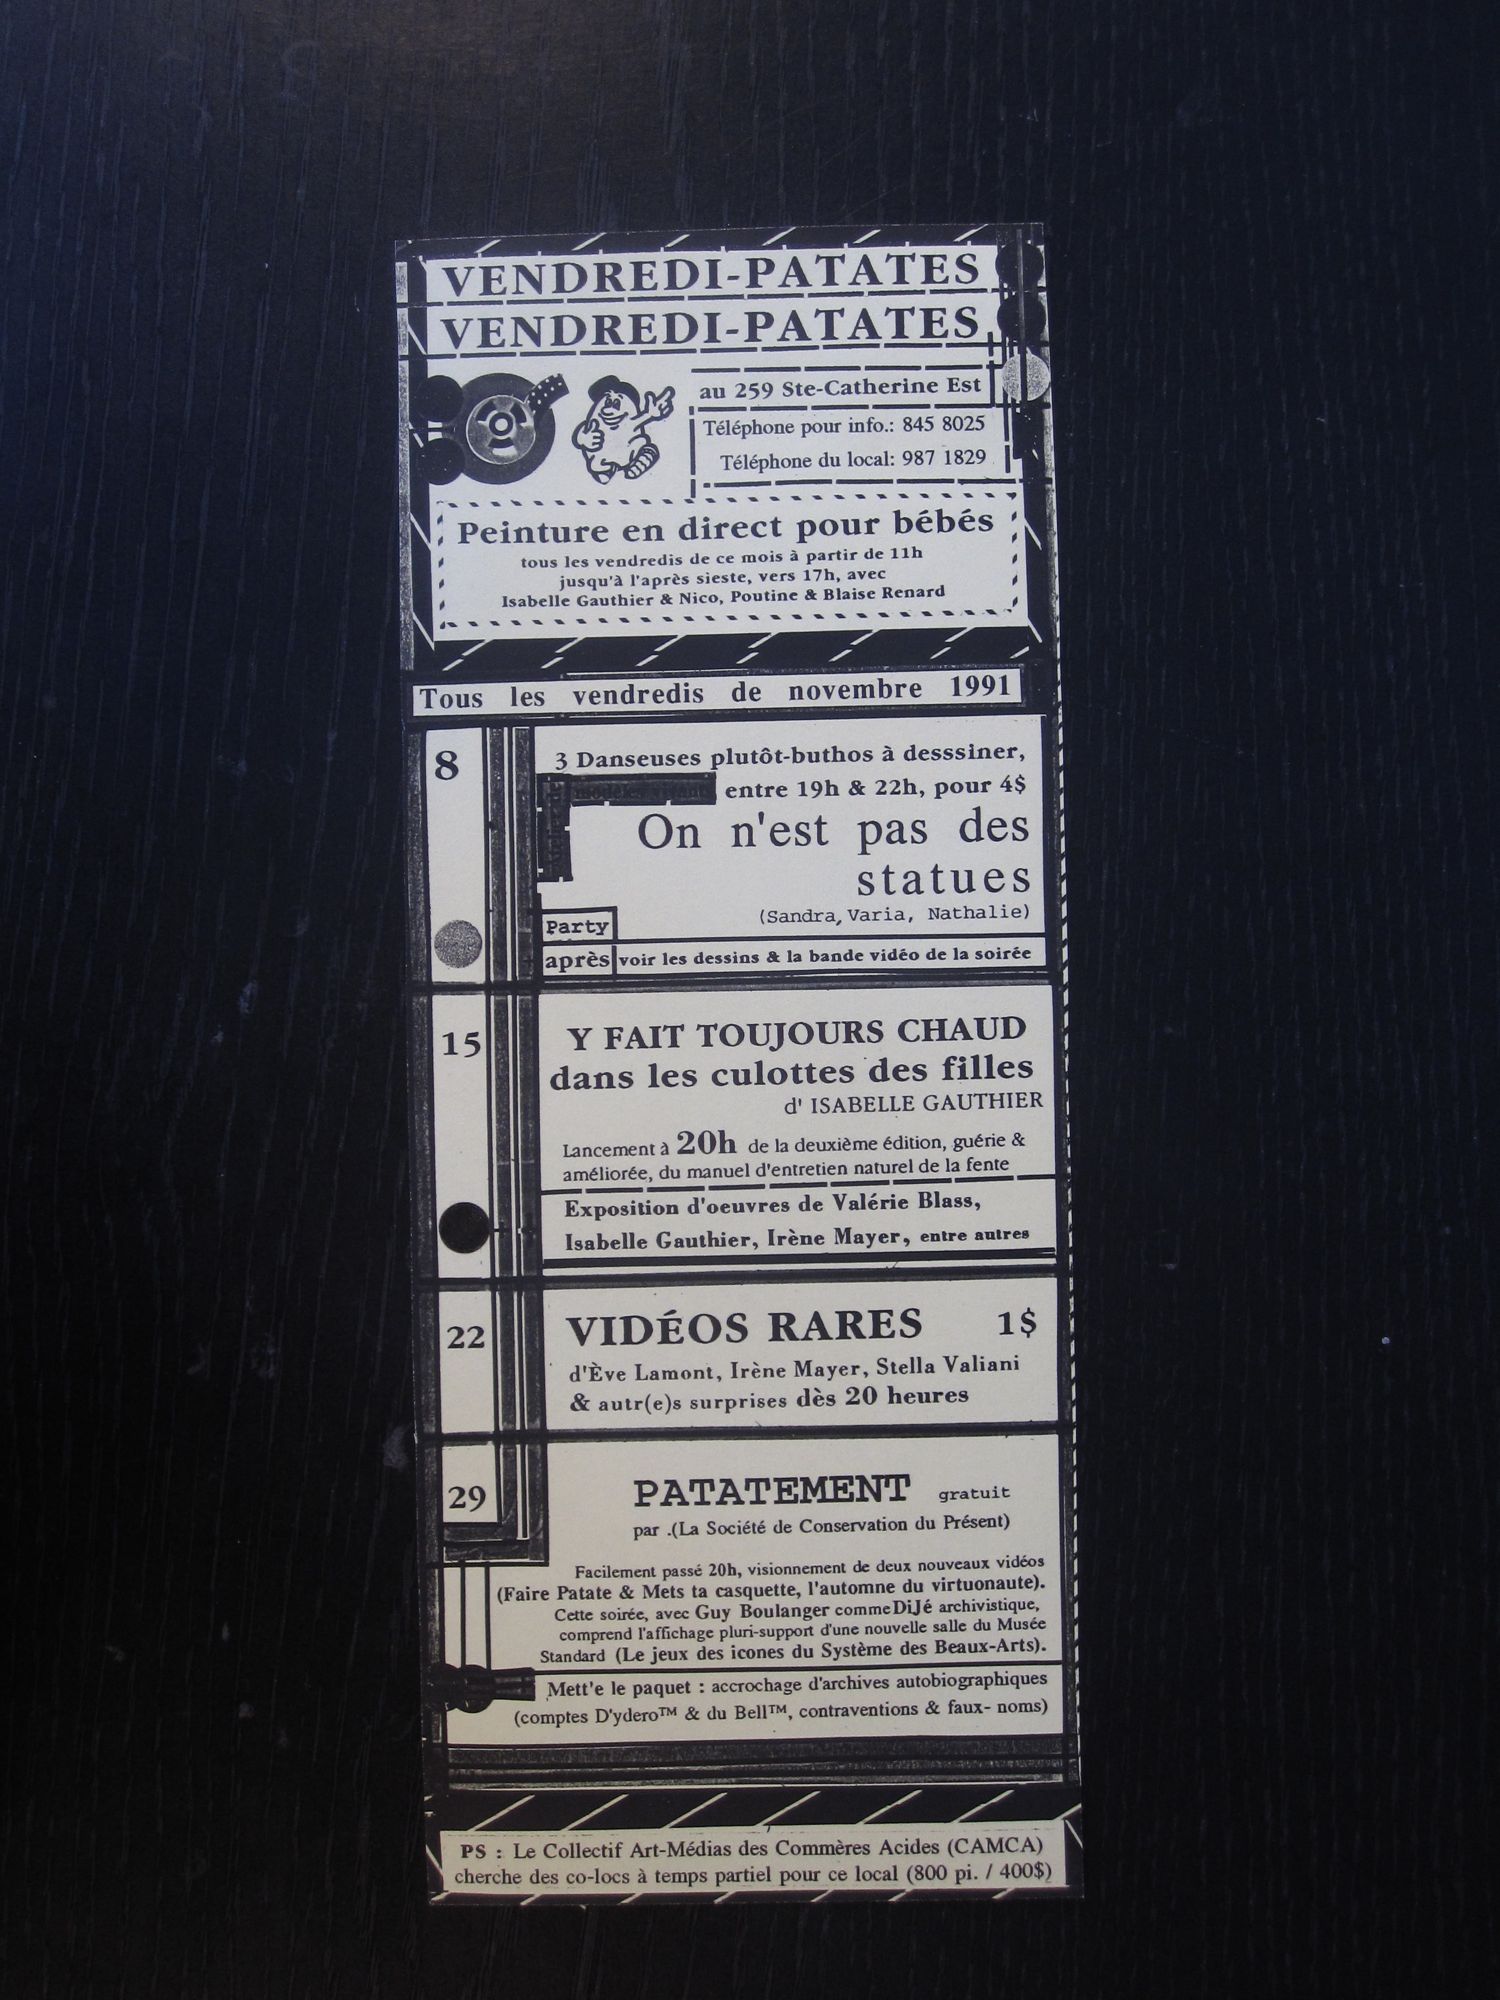 VENDREDI-PATATES
VENDREDI-PATATES
au 259 Ste-Catherine Est
Téléphone pour info.: 845 8025
Téléphone du local: 987 1829
Peinture en direct pour bébés
tous les vendredis de ce mois à partir de 11h
jusqu'à l'après sieste, vers 17h, avec
Isabelle Gauthier & Nico, Poutine & Blaise Renard
Tous les vendredis de novembre 1991
8
3 Danseuses plutôt-buthos à desssiner,
entre 19h & 22h, pour 4$
On n'est pas des
statues
(Sandra, Varia, Nathalie)
Party
après voir les dessins & la bande vidéo de la soirée
15
Y FAIT TOUJOURS CHAUD
dans les culottes des filles
d' ISABELLE GAUTHIER
Lancement à 20h de la deuxième édition, guérie &
améliorée, du manuel d'entretien naturel de la fente
Exposition d'oeuvres de Valérie Blass,
Isabelle Gauthier, Irène Mayer, entre autres
22
VIDÉOS RARES 1$
d'Ève Lamont, Irène Mayer, Stella Valiani
& autr(e)s surprises dès 20 heures
29
PATATEMENT gratuit
par .(La Société de Conservation du Présent)
Facilement passé 20h, visionnement de deux nouveaux vidéos
(Faire Patate & Mets ta casquette, l'automne du virtuonaute).
Cette soirée, avec Guy Boulanger comme DiJé archivistique,
comprend l'affichage pluri-support d'une nouvelle salle du Musée
Standard (Le jeux des icones du Système des Beaux-Arts).
Mett'e le paquet : accrochage d'archives autobiographiques
(comptes D'ydero™ & du Bell™, contraventions & faux- noms)
PS : Le Collectif Art-Médias des Commères Acides (CAMCA)
cherche des co-locs à temps partiel pour ce local (800 pi. / 400$)